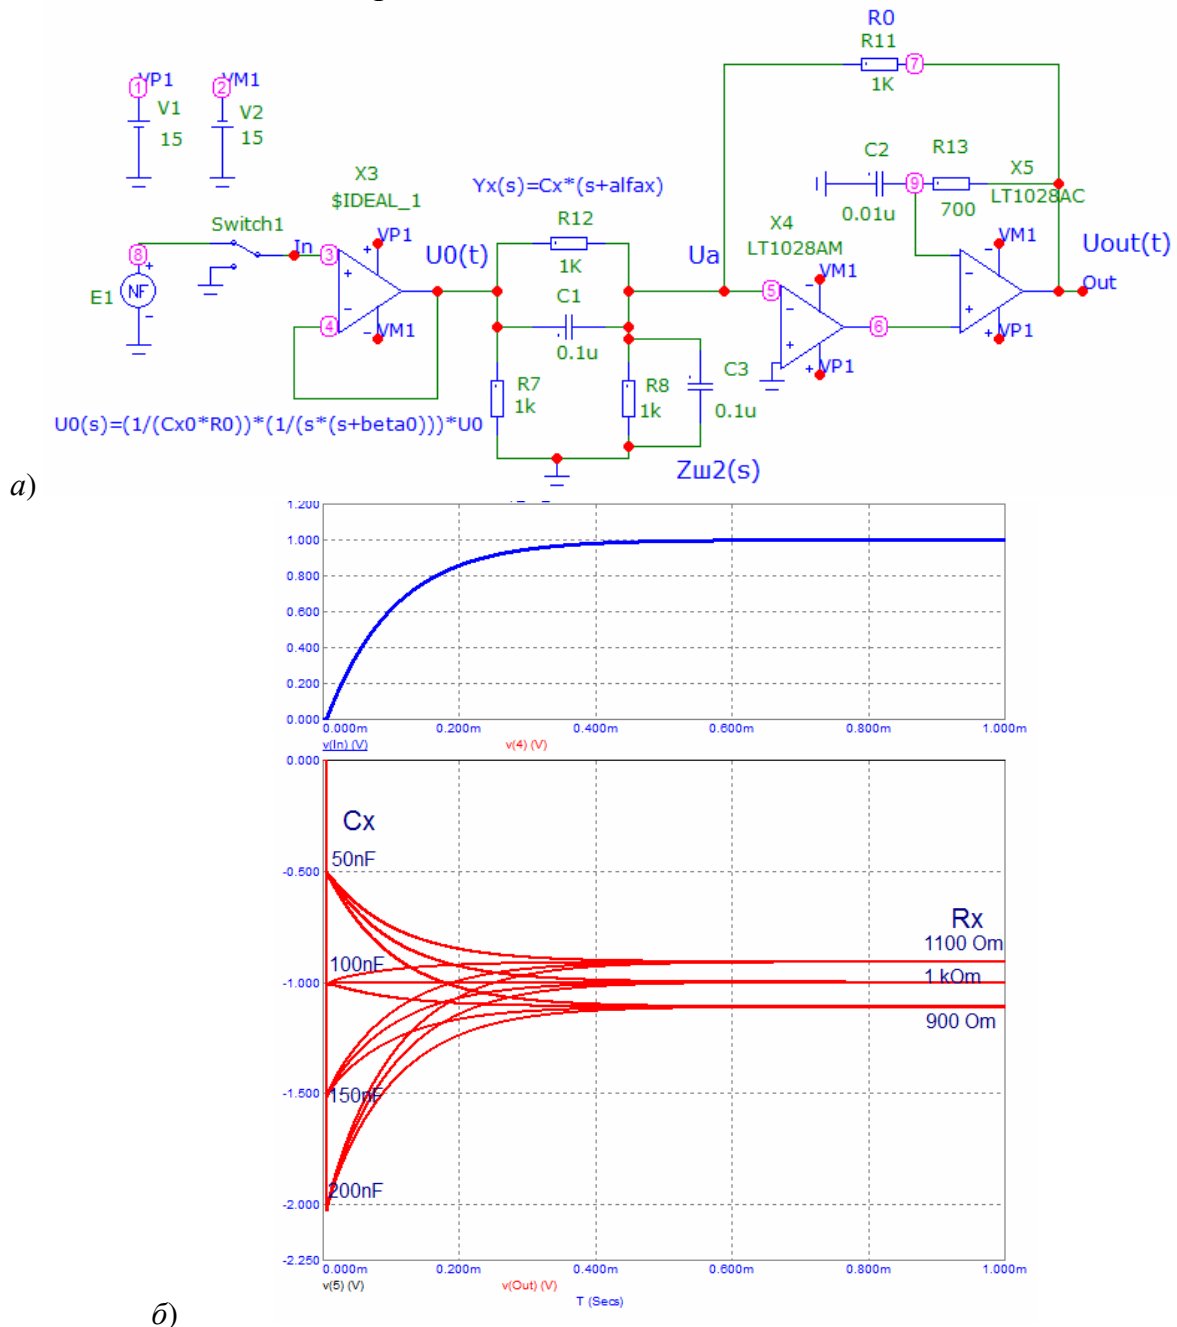 R0
R11
7
1K
1 VP1
2 VM1
V1
15
V2
15
C2
R13
X5
9
LT1028AC
0.01u
700
X3
$IDEAL_1
Yx(s)=Cx*(s+alfax)
X4
LT1028AM
VM1
Uout(t)
Switch1
In
VP1
R12
8
3
U0(t)
1K
Ua
VM1
Out
E1
NF
C1
5
6
4
VM1
0.1u
VP1
VP1
R7
1k
R8
1k
C3
0.1u
U0(s)=(1/(Cx0*R0))*(1/(s*(s+beta0)))*U0
Zш2(s)
а)
1.200
1.000
0.800
0.600
0.400
0.200
0.000
0.000m 0.200m 0.400m 0.600m 0.800m 1.000m
v(In) (V) v(4) (V)
0.000
Cx
50nF
-0.500
Rx
1100 Om
100nF
-1.000
1 kOm
900 Om
-1.500
150nF
200nF
-2.000
-2.250
0.000m 0.200m 0.400m 0.600m 0.800m 1.000m
v(5) (V) v(Out) (V)
T (Secs)
б)